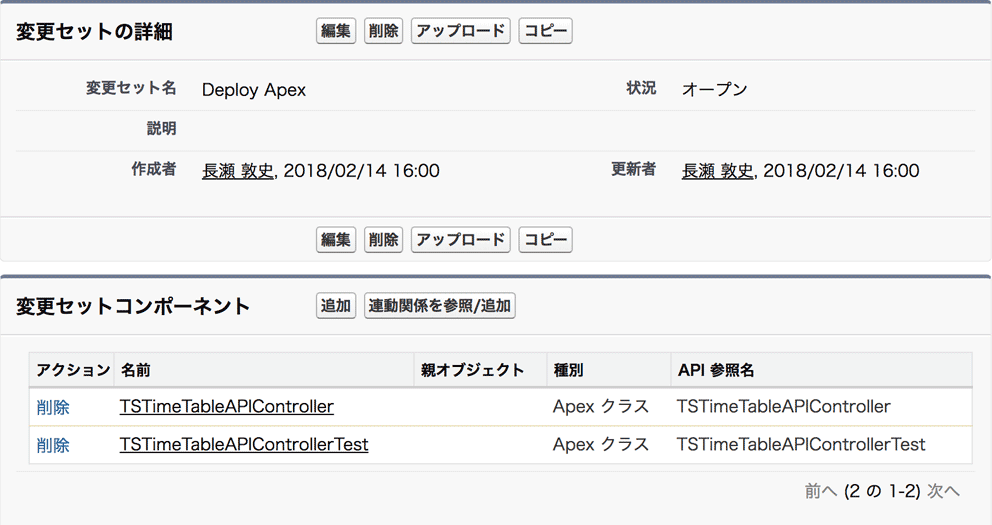 変更セットの詳細 編集 削除 アップロード コピー
変更セット名 Deploy Apex 状況 オープン
説明
作成者 長瀬 敦史, 2018/02/14 16:00 更新者 長瀬 敦史, 2018/02/14 16:00
編集 削除 アップロード コピー
変更セットコンポーネント 追加 連動関係を参照/追加
アクション 名前 親オブジェクト 種別 API 参照名
削除 TSTimeTableAPIController Apex クラス TSTimeTableAPIController
削除 TSTimeTableAPIControllerTest Apex クラス TSTimeTableAPIControllerTest
前へ (2 の 1-2) 次へ